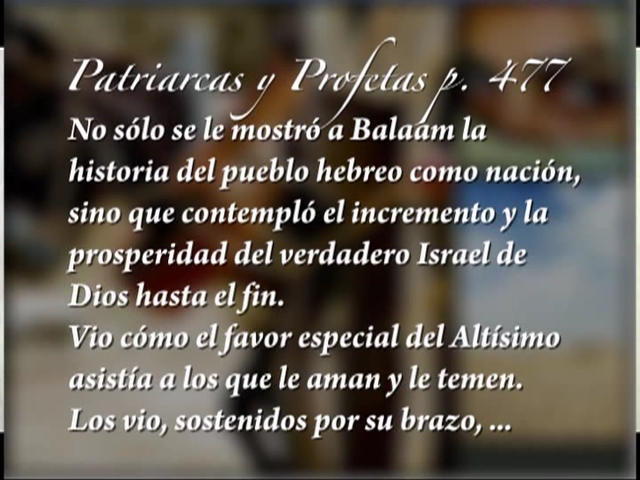 Patriarcas y Profetas p. 477
No sólo se le mostró a Balaam la
historia del pueblo hebreo como nación,
sino que contempló el incremento y la
prosperidad del verdadero Israel de
Dios hasta el fin.
Vio cómo el favor especial del Altísimo
asistía a los que le aman y le temen.
Los vio, sostenidos por su brazo, ...